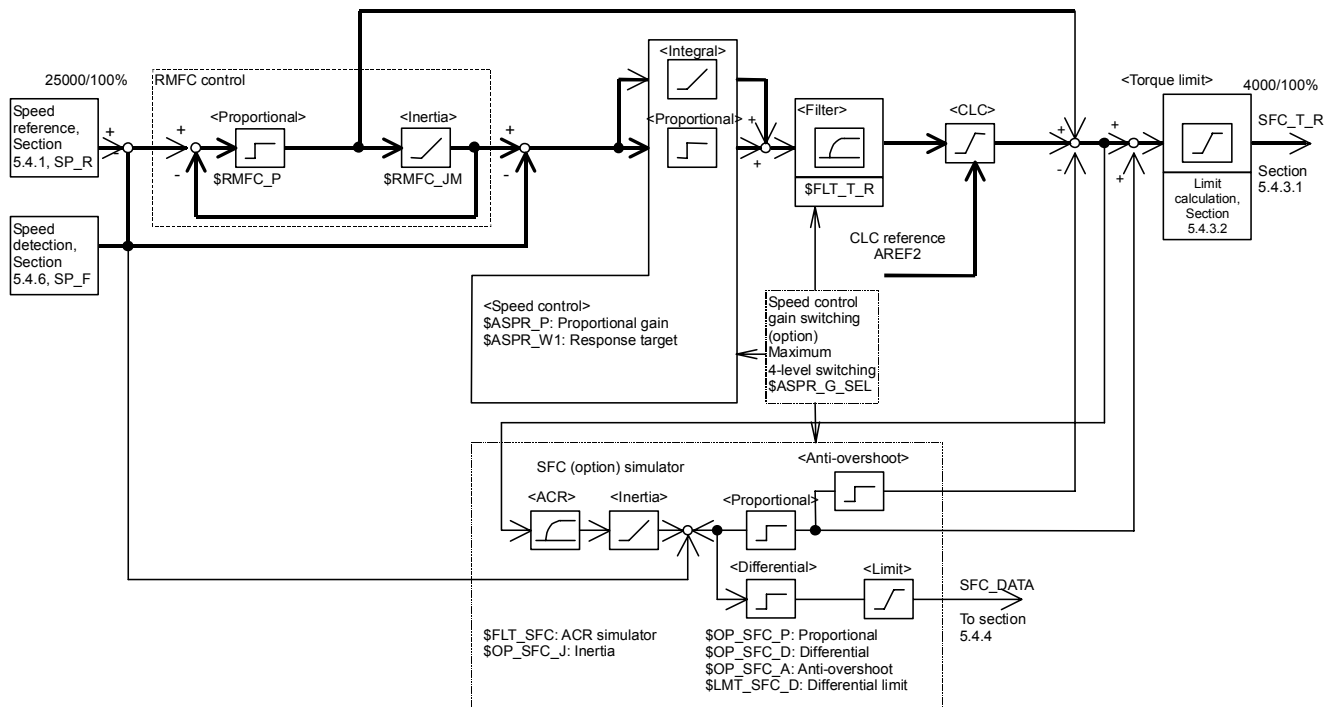 25000/100%
Speed
reference,
Section
5.4.1, SP_R
+
-
RMFC control
+
-
<Proportional>
$RMFC_P
<Inertia>
$RMFC_JM
+
-
Speed
detection,
Section
5.4.6, SP_F
<Integral>
<Proportional>
+
+
<Speed control>
$ASPR_P: Proportional gain
$ASPR_W1: Response target
<Filter>
$FLT_T_R
<CLC>
CLC reference
AREF2
+
-
+
+
<Torque limit>
Limit
calculation,
Section
5.4.3.2
4000/100%
SFC_T_R
Section
5.4.3.1
Speed control
gain switching
(option)
Maximum
4-level switching
$ASPR_G_SEL
SFC (option) simulator
<ACR>
<Inertia>
<Proportional>
<Anti-overshoot>
<Differential>
<Limit>
SFC_DATA
To section
5.4.4
$FLT_SFC: ACR simulator
$OP_SFC_J: Inertia
$OP_SFC_P: Proportional
$OP_SFC_D: Differential
$OP_SFC_A: Anti-overshoot
$LMT_SFC_D: Differential limit